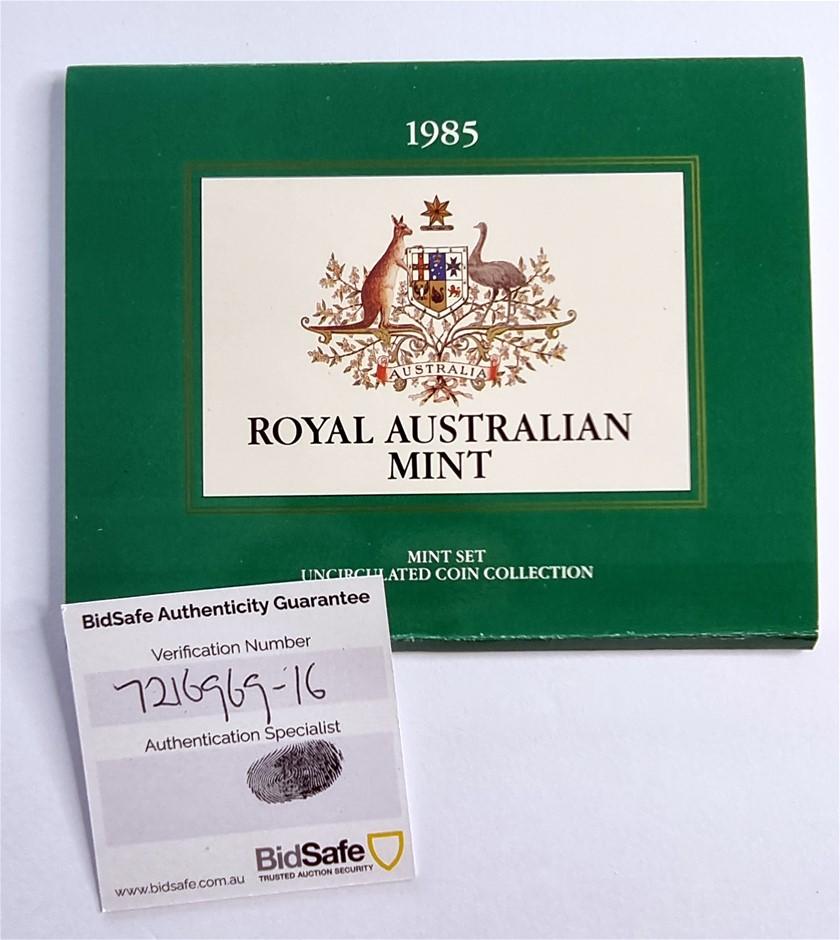 1985
AUSTRALIA
ROYAL AUSTRALIAN
MINT
MINT SET
UNCIRCULATED COIN COLLECTION
BidSafe Authenticity Guarantee
Verification Number
7216969-16
Authentication Specialist
BidSafe
TRUSTED AUCTION SECURITY
www.bidsafe.com.au